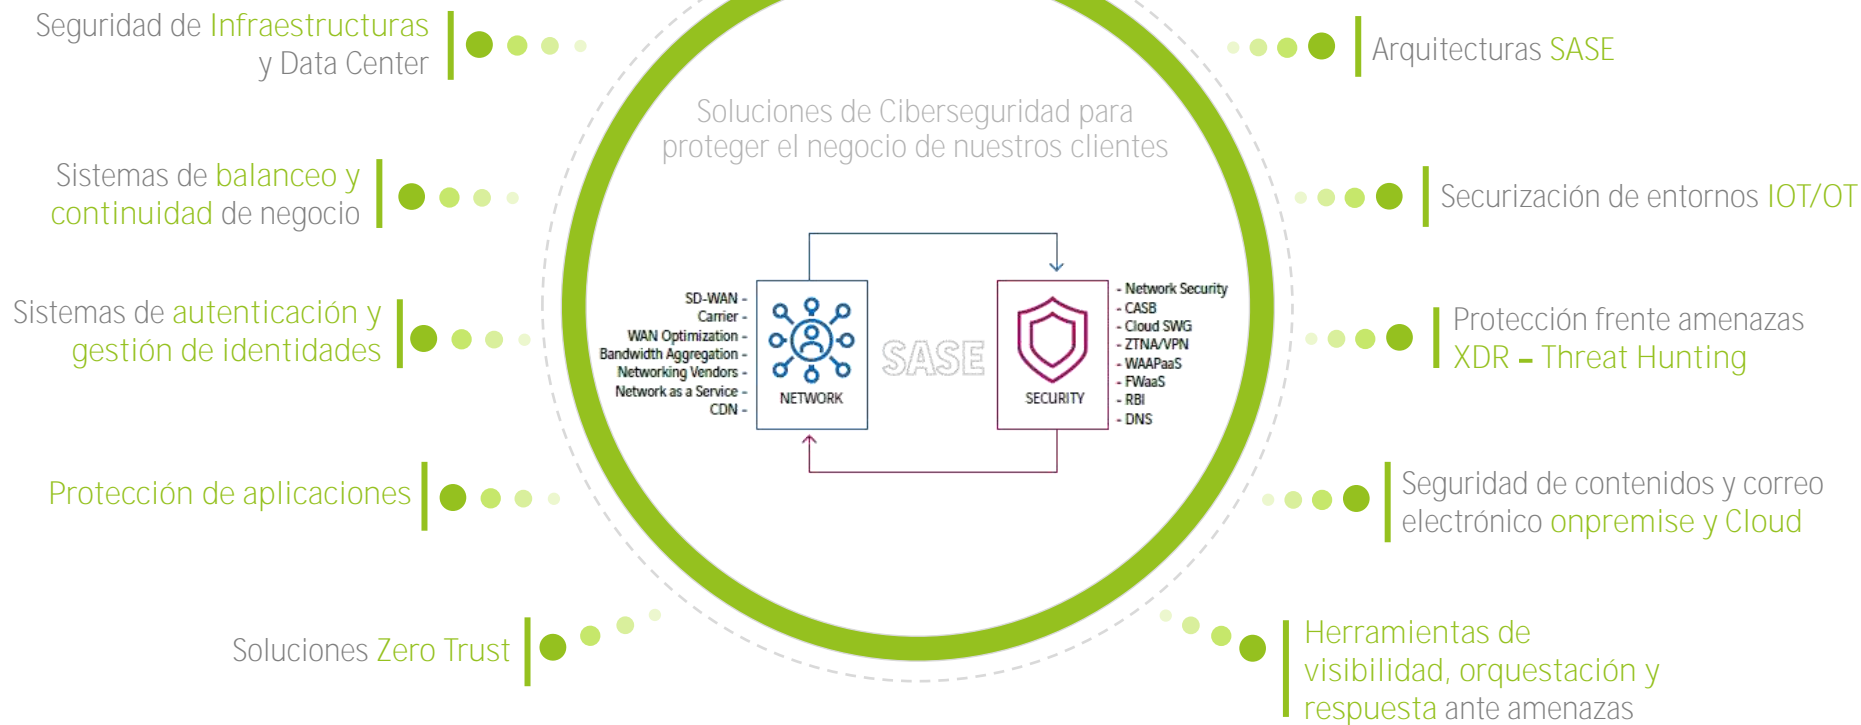 Seguridad de Infraestructuras
y Data Center
Sistemas de balanceo y
continuidad de negocio
Sistemas de autenticación y
gestión de identidades
Protección de aplicaciones
Soluciones Zero Trust
Soluciones de Ciberseguridad para
proteger el negocio de nuestros clientes
SD-WAN -
Carrier -
WAN Optimization -
Bandwidth Aggregation -
Networking Vendors -
Network as a Service -
CDN -
NETWORK
SASE
SECURITY
- Network Security
- CASB
- Cloud SWG
- ZTNA/VPN
- WAAPaaS
- FWaaS
- RBI
- DNS
Arquitecturas SASE
Securización de entornos IOT/OT
Protección frente amenazas
XDR – Threat Hunting
Seguridad de contenidos y correo
electrónico onpremise y Cloud
Herramientas de
visibilidad, orquestación y
respuesta ante amenazas